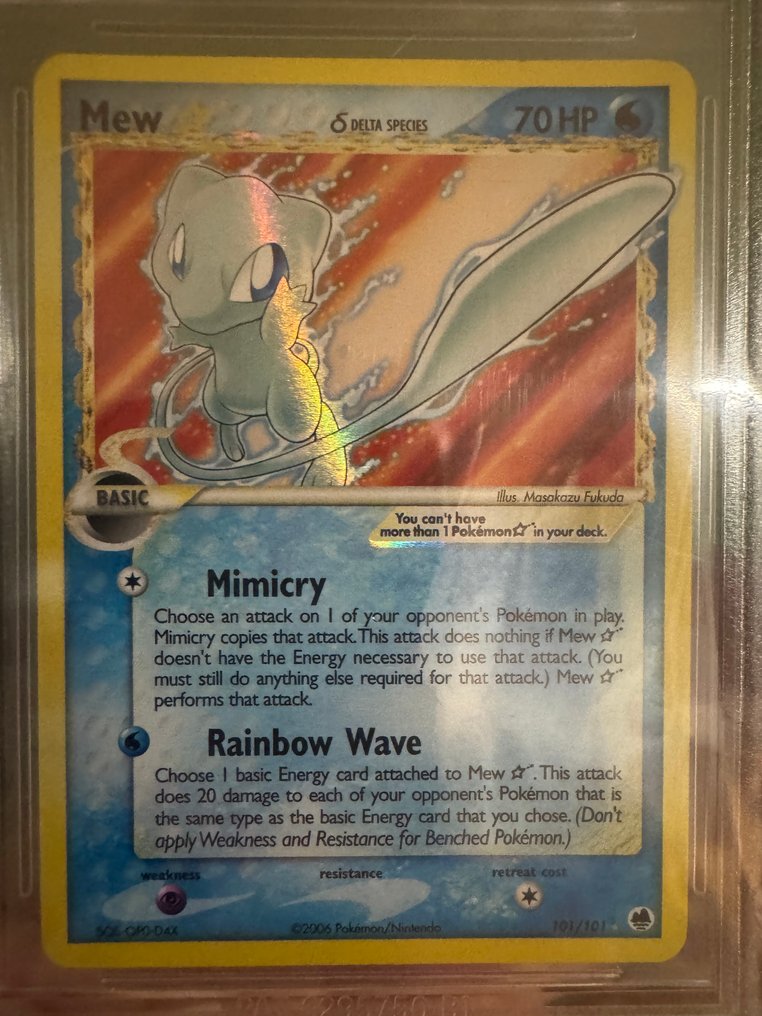 Mew ☆ δ DELTA SPECIES 70 HP
BASIC
Illus. Masakazu Fukuda
You can't have
more than 1 Pokémon ☆ in your deck.
Mimicry
Choose an attack on 1 of your opponent's Pokémon in play.
Mimicry copies that attack. This attack does nothing if Mew ☆
doesn't have the Energy necessary to use that attack. (You
must still do anything else required for that attack.) Mew ☆
performs that attack.
Rainbow Wave
Choose 1 basic Energy card attached to Mew ☆. This attack
does 20 damage to each of your opponent's Pokémon that is
the same type as the basic Energy card that you chose. (Don't
apply Weakness and Resistance for Benched Pokémon.)
weakness resistance retreat cost
©2006 Pokémon/Nintendo 101/101